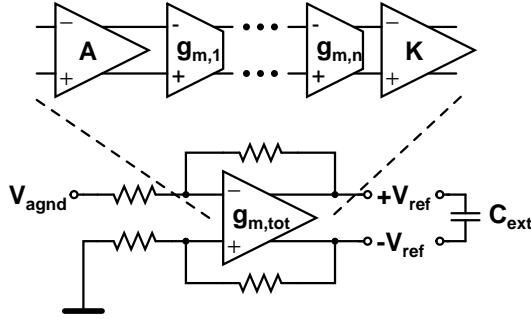 − − − −
A g_{m,1} ••• g_{m,n} K
+ + ••• + +
V_{agnd} − +V_{ref}
g_{m,tot} C_{ext}
+ -V_{ref}